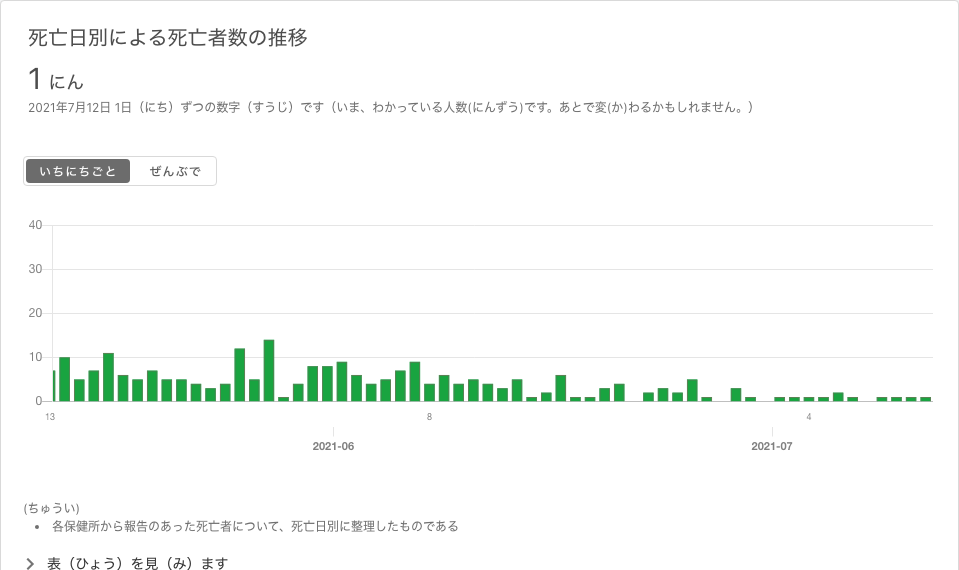 死亡日別による死亡者数の推移
1 にん
2021年7月12日 1日（にち）ずつの数字（すうじ）です（いま、わかっている人数(にんずう)です。あとで変(か)わるかもしれません。）
いちにちごと ぜんぶで
40
30
20
10
0
13 8 4
2021-06 2021-07
(ちゅうい)
• 各保健所から報告のあった死亡者について、死亡日別に整理したものである
表（ひょう）を見（み）ます